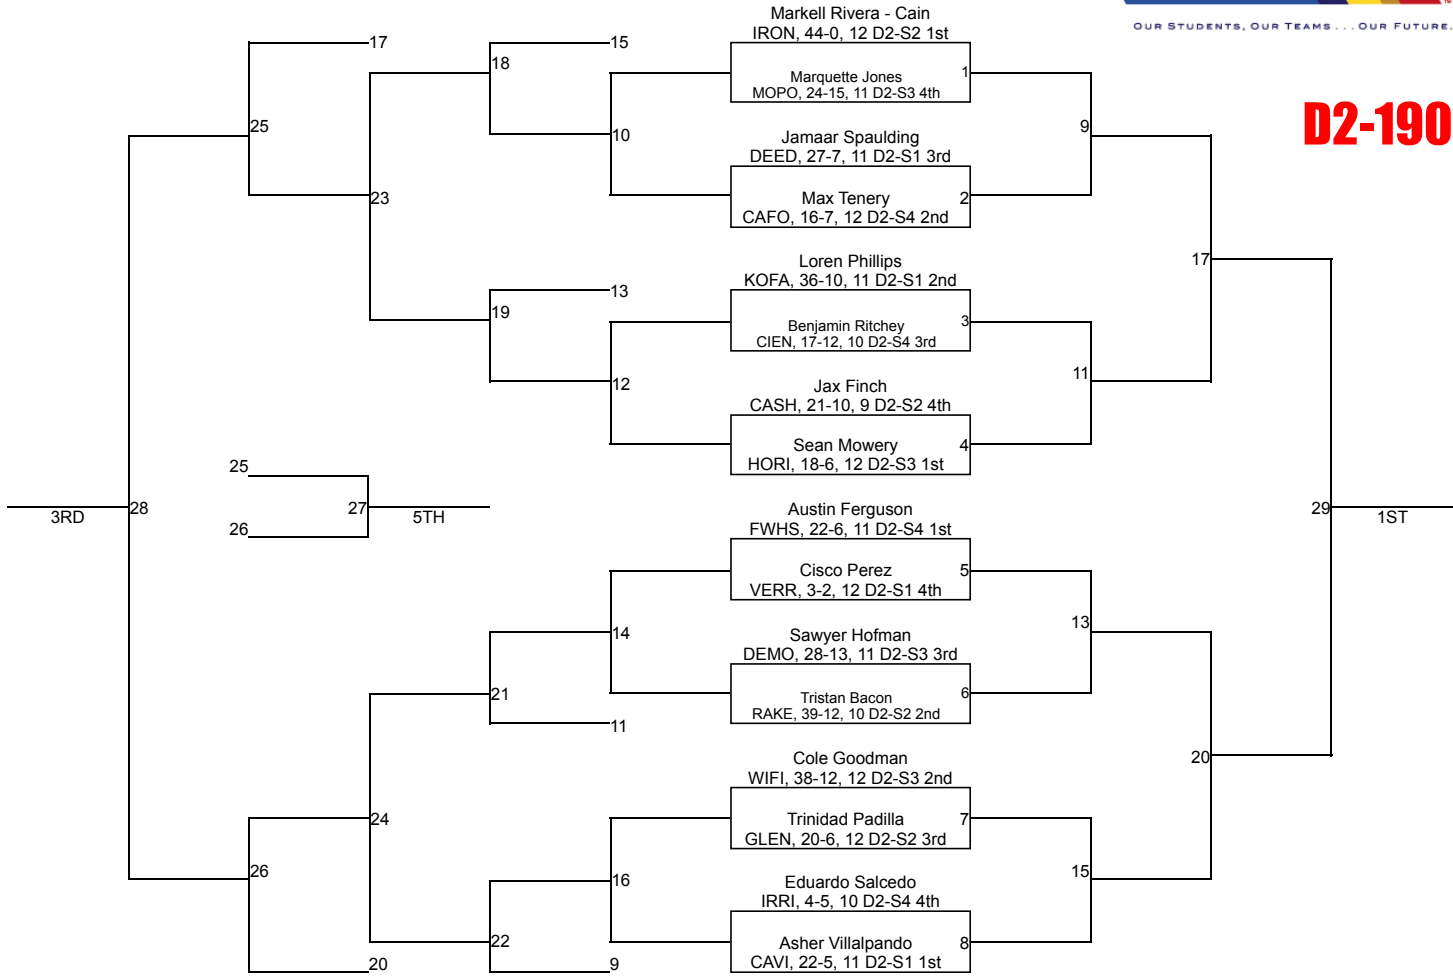 OUR STUDENTS, OUR TEAMS . . . OUR FUTURE.
D2-190
Markell Rivera - Cain
IRON, 44-0, 12 D2-S2 1st
Marquette Jones
MOPO, 24-15, 11 D2-S3 4th
1
Jamaar Spaulding
DEED, 27-7, 11 D2-S1 3rd
Max Tenery
CAFO, 16-7, 12 D2-S4 2nd
2
Loren Phillips
KOFA, 36-10, 11 D2-S1 2nd
Benjamin Ritchey
CIEN, 17-12, 10 D2-S4 3rd
3
Jax Finch
CASH, 21-10, 9 D2-S2 4th
Sean Mowery
HORI, 18-6, 12 D2-S3 1st
4
Austin Ferguson
FWHS, 22-6, 11 D2-S4 1st
Cisco Perez
VERR, 3-2, 12 D2-S1 4th
5
Sawyer Hofman
DEMO, 28-13, 11 D2-S3 3rd
Tristan Bacon
RAKE, 39-12, 10 D2-S2 2nd
6
Cole Goodman
WIFI, 38-12, 12 D2-S3 2nd
Trinidad Padilla
GLEN, 20-6, 12 D2-S2 3rd
7
Eduardo Salcedo
IRRI, 4-5, 10 D2-S4 4th
Asher Villalpando
CAVI, 22-5, 11 D2-S1 1st
8
9
11
13
15
17
20
29
1ST
15
10
13
12
14
11
16
9
18
19
21
22
17
23
24
20
25
26
25
26
27
5TH
28
3RD